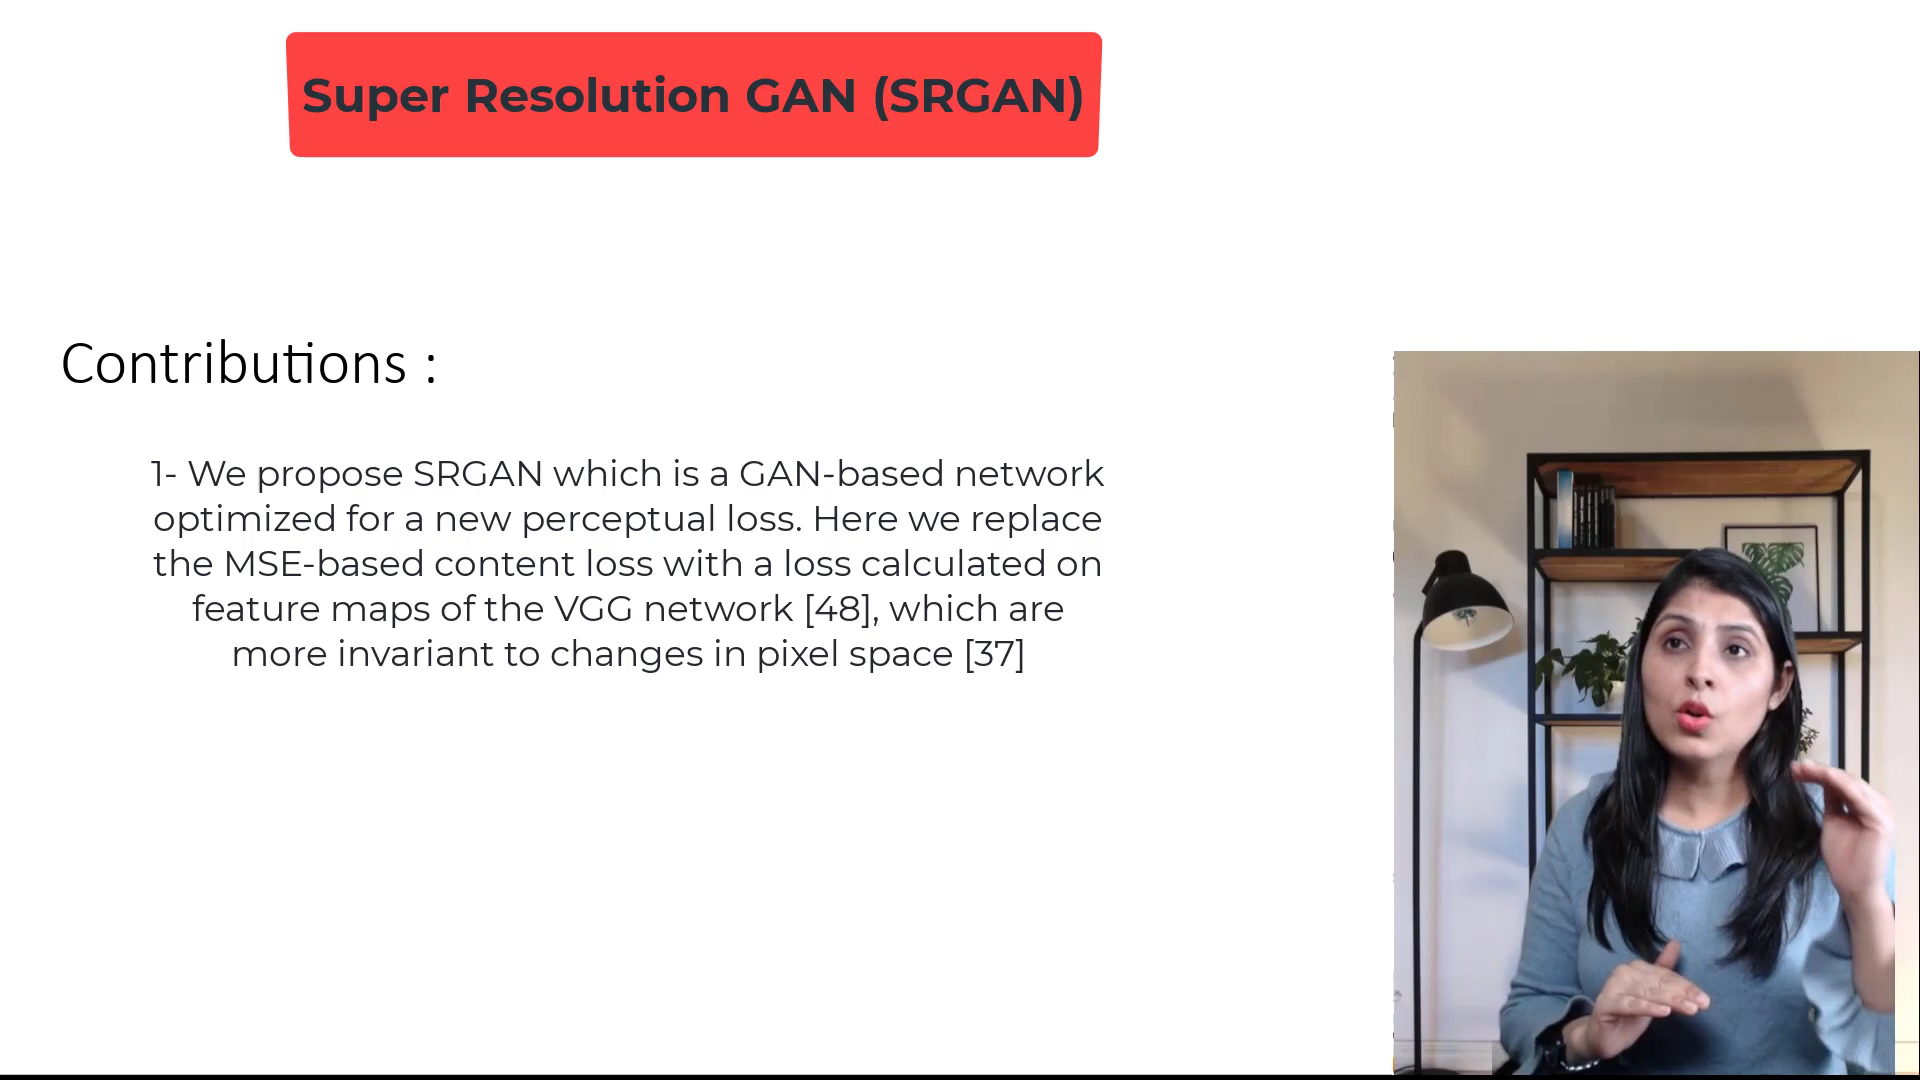 Super Resolution GAN (SRGAN)
Contributions :
1- We propose SRGAN which is a GAN-based network
optimized for a new perceptual loss. Here we replace
the MSE-based content loss with a loss calculated on
feature maps of the VGG network [48], which are
more invariant to changes in pixel space [37]